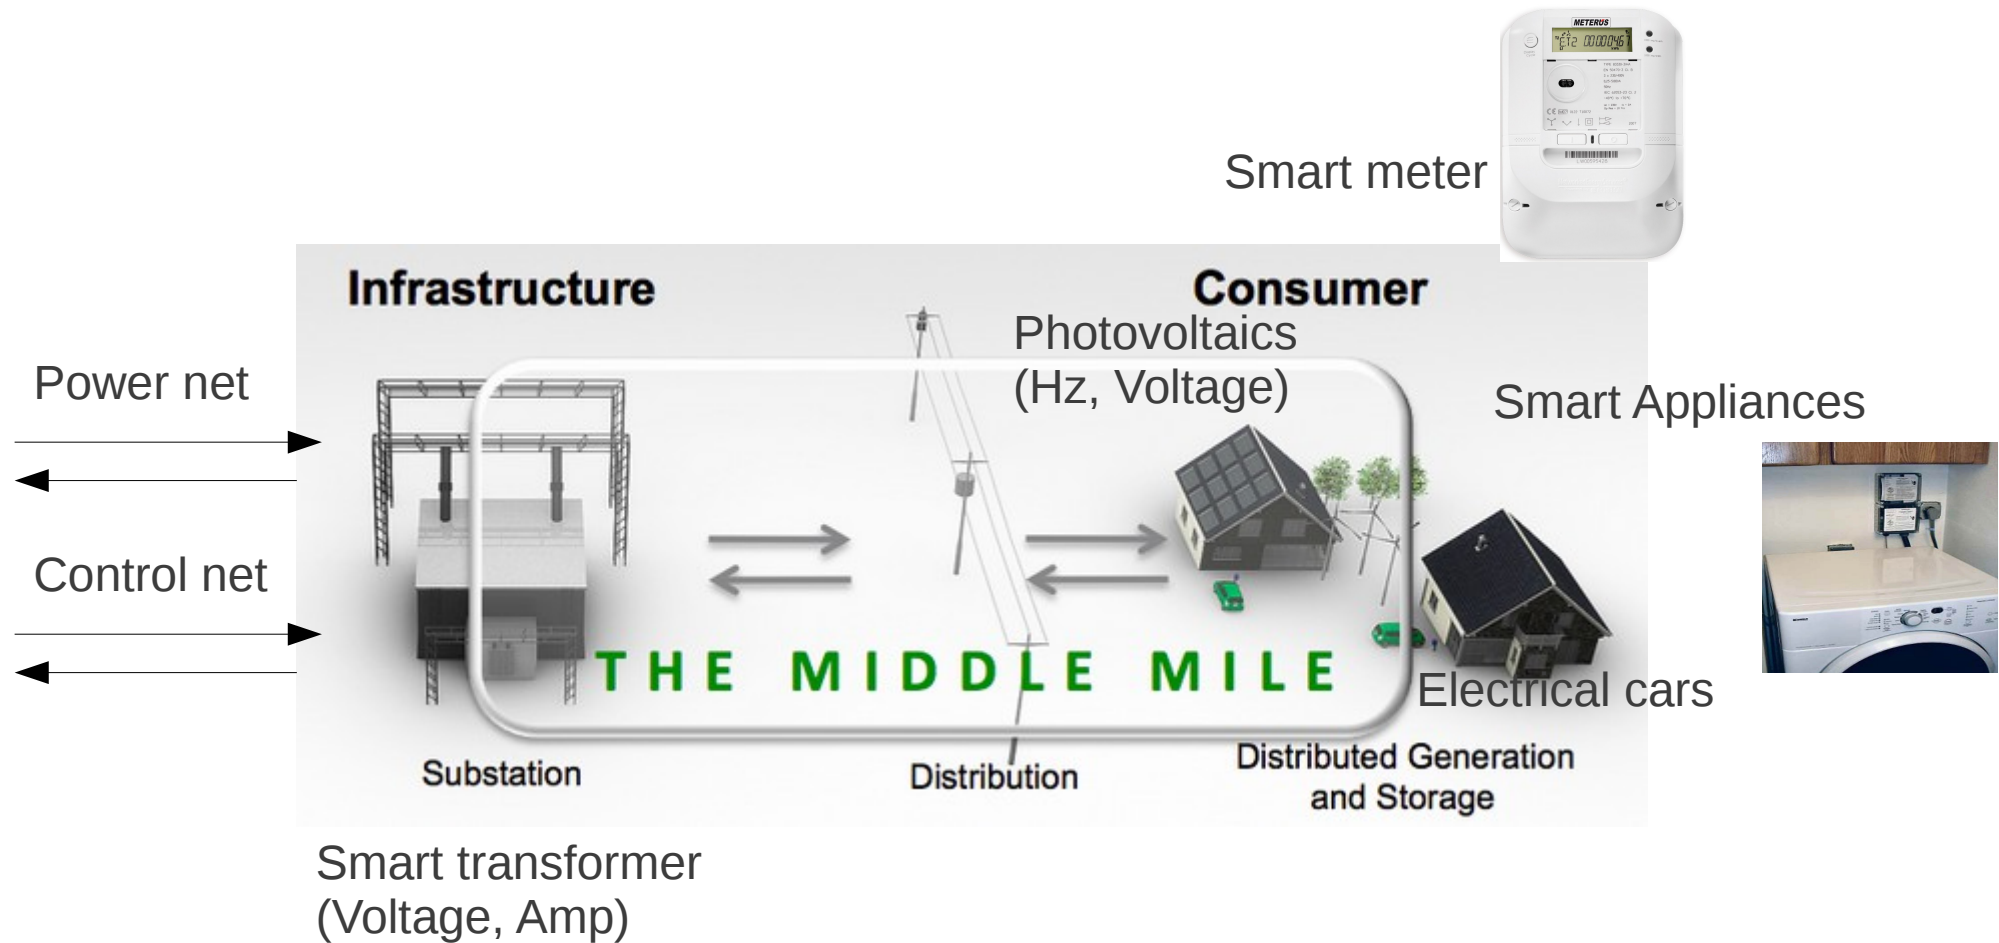 METERUS
Smart meter
Infrastructure
Consumer
Photovoltaics
(Hz, Voltage)
Power net
Smart Appliances
Control net
THE MIDDLE MILE
Electrical cars
Substation
Distribution
Distributed Generation
and Storage
Smart transformer
(Voltage, Amp)